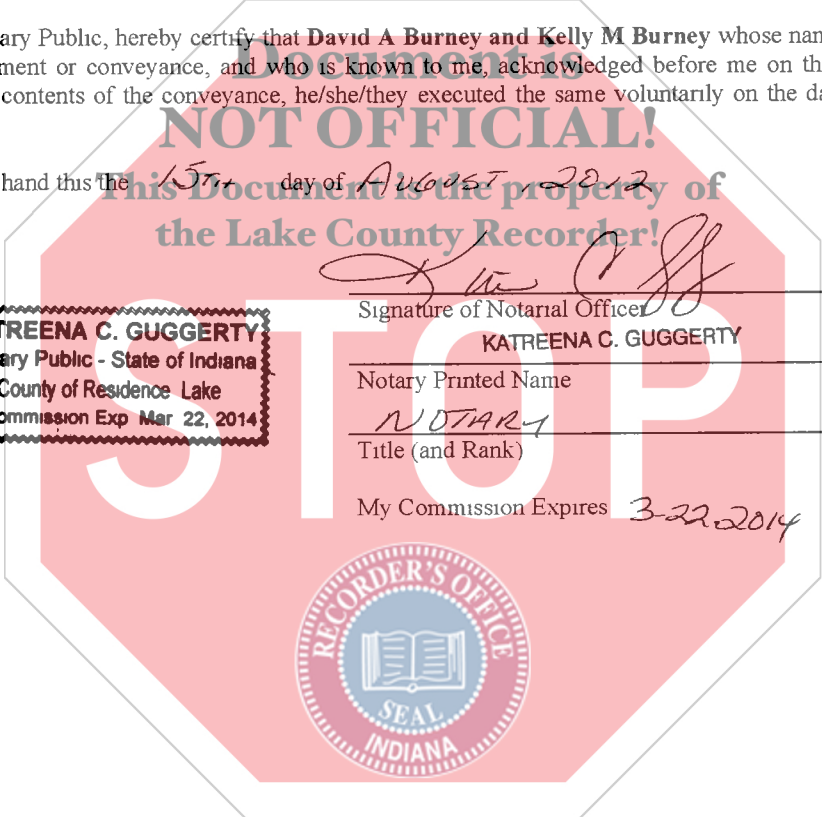 ary Public, hereby certify that David A Burney and Kelly M Burney whose nam
ment or conveyance, and who is known to me, acknowledged before me on th
contents of the conveyance, he/she/they executed the same voluntarily on the da
Document is
NOT OFFICIAL!
hand this the 15TH day of AUGUST, 2012
This Document is the property of
the Lake County Recorder!
STOP
Signature of Notarial Officer
KATREENA C. GUGGERTY
Notary Printed Name
NOTARY
Title (and Rank)
My Commission Expires 3-22-2014
TREENA C. GUGGERTY
ary Public - State of Indiana
County of Residence Lake
ommission Exp Mar 22, 2014
RECORDER'S OFFICE
SEAL
INDIANA